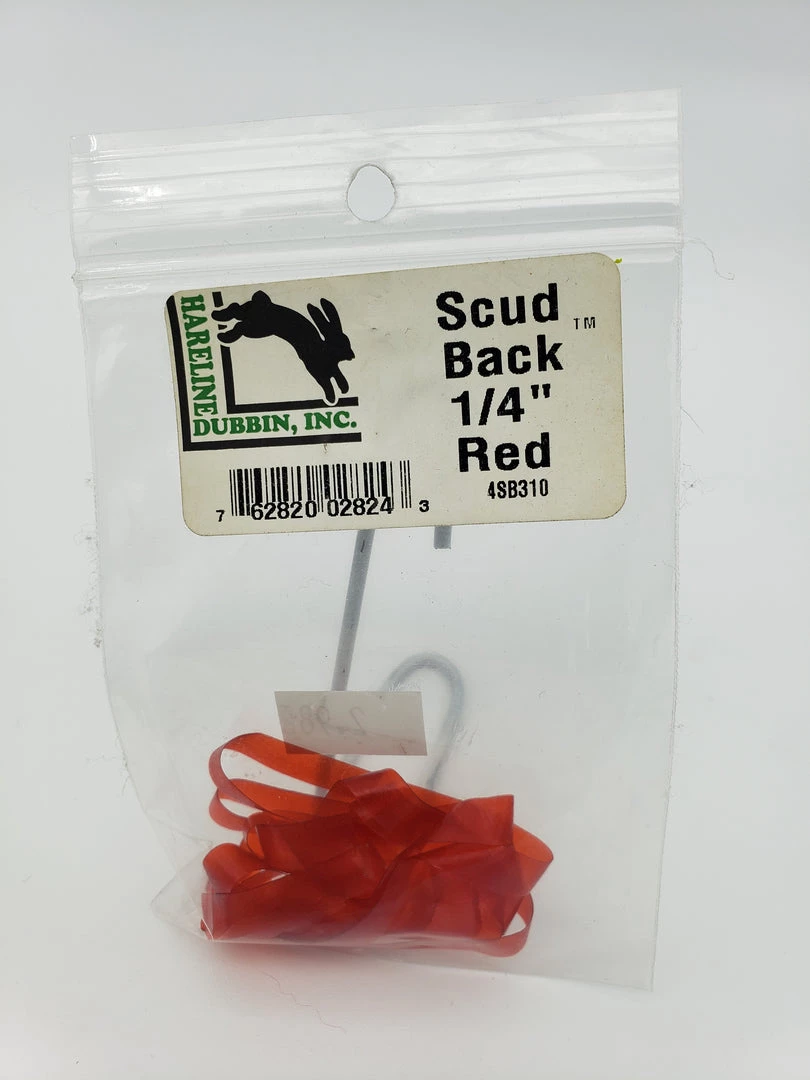 HARELINE
DUBBIN, INC.
Scud ™
Back
1/4"
Red
4SB310
7 62820 02824 3